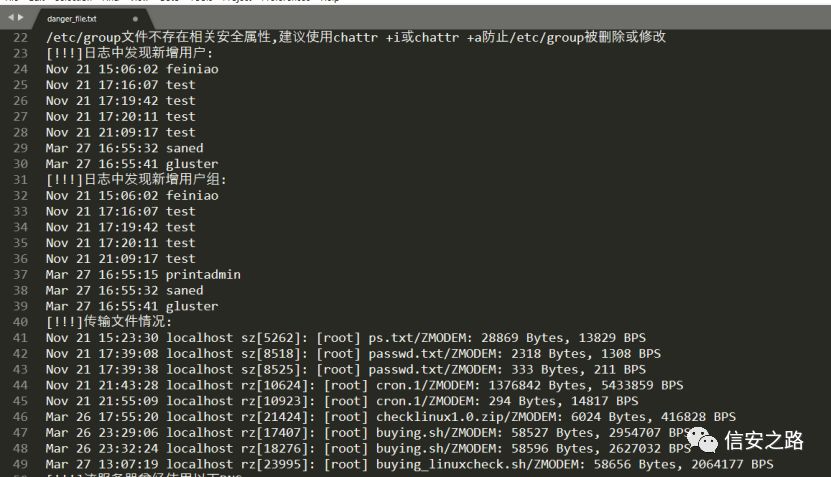 danger_file.txt
22 /etc/group文件不存在相关安全属性,建议使用chattr +i或chattr +a防止/etc/group被删除或修改
23 [!!!]日志中发现新增用户:
24 Nov 21 15:06:02 feiniao
25 Nov 21 17:16:07 test
26 Nov 21 17:19:42 test
27 Nov 21 17:20:11 test
28 Nov 21 21:09:17 test
29 Mar 27 16:55:32 saned
30 Mar 27 16:55:41 gluster
31 [!!!]日志中发现新增用户组:
32 Nov 21 15:06:02 feiniao
33 Nov 21 17:16:07 test
34 Nov 21 17:19:42 test
35 Nov 21 17:20:11 test
36 Nov 21 21:09:17 test
37 Mar 27 16:55:15 printadmin
38 Mar 27 16:55:32 saned
39 Mar 27 16:55:41 gluster
40 [!!!]传输文件情况:
41 Nov 21 15:23:30 localhost sz[5262]: [root] ps.txt/ZMODEM: 28869 Bytes, 13829 BPS
42 Nov 21 17:39:08 localhost sz[8518]: [root] passwd.txt/ZMODEM: 2318 Bytes, 1308 BPS
43 Nov 21 17:39:38 localhost sz[8525]: [root] passwd.txt/ZMODEM: 333 Bytes, 211 BPS
44 Nov 21 21:43:28 localhost rz[10624]: [root] cron.1/ZMODEM: 1376842 Bytes, 5433859 BPS
45 Nov 21 21:55:09 localhost rz[10923]: [root] cron.1/ZMODEM: 294 Bytes, 14817 BPS
46 Mar 26 17:55:20 localhost rz[21424]: [root] checklinux1.0.zip/ZMODEM: 6024 Bytes, 416828 BPS
47 Mar 26 23:29:06 localhost rz[17407]: [root] buying.sh/ZMODEM: 58527 Bytes, 2954707 BPS
48 Mar 26 23:32:24 localhost rz[18276]: [root] buying.sh/ZMODEM: 58596 Bytes, 2627032 BPS
49 Mar 27 13:07:19 localhost rz[23995]: [root] buying_linuxcheck.sh/ZMODEM: 58656 Bytes, 2064177 BPS
信安之路